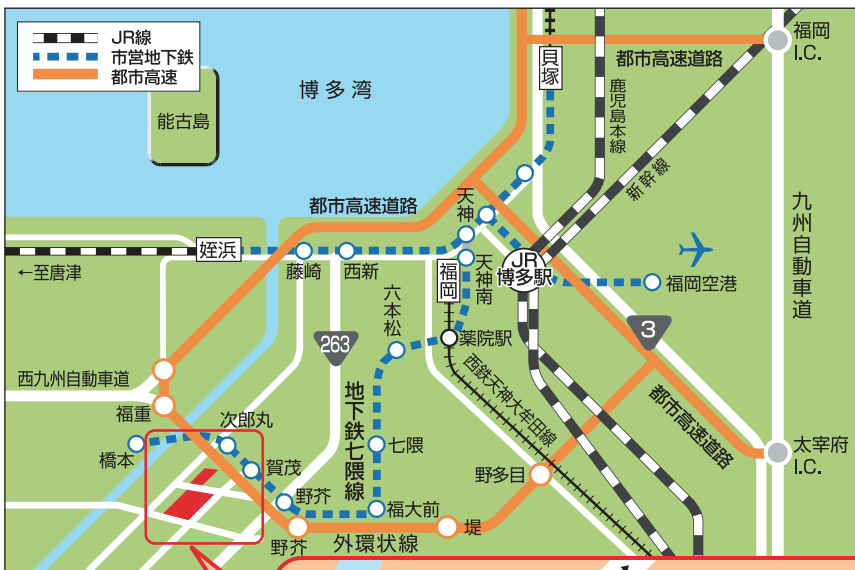 JR線
市営地下鉄
都市高速
能古島
博多湾
貝塚
都市高速道路
福岡
I.C.
鹿児島本線
新幹線
九州自動車道
都市高速道路
天神
姪浜
←至唐津
藤崎
西新
福岡
天神南
JR
博多駅
福岡空港
六本松
263
薬院駅
3
西九州自動車道
福重
次郎丸
地下鉄七隈線
西鉄天神大牟田線
都市高速道路
橋本
賀茂
七隈
野多目
太宰府
I.C.
野芥
福大前
野芥
外環状線
堤